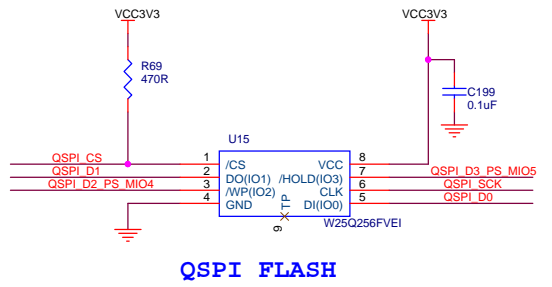 VCC3V3
VCC3V3
R69
470R
C199
0.1uF
U15
QSPI_CS 1 /CS VCC 8
QSPI_D1 2 DO(IO1) /HOLD(IO3) 7 QSPI_D3_PS_MIO5
QSPI_D2_PS_MIO4 3 /WP(IO2) CLK 6 QSPI_SCK
4 GND DI(IO0) 5 QSPI_D0
TP
9
W25Q256FVEI
QSPI FLASH